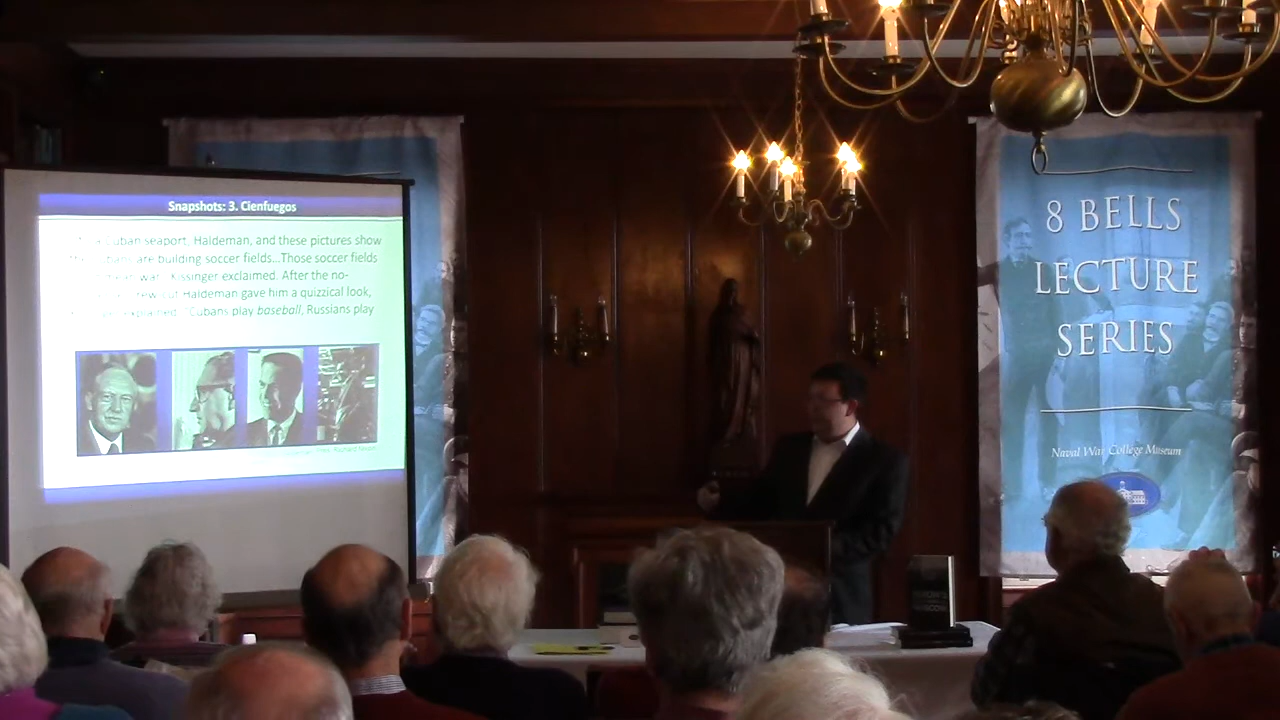 Snapshots: 3. Cienfuegos
a Cuban seaport, Haldeman, and these pictures show
are building soccer fields...Those soccer fields
war, Kissinger exclaimed. After the no-
Haldeman gave him a quizzical look,
explained. "Cubans play baseball, Russians play
8 BELLS
LECTURE
SERIES
Naval War College Museum